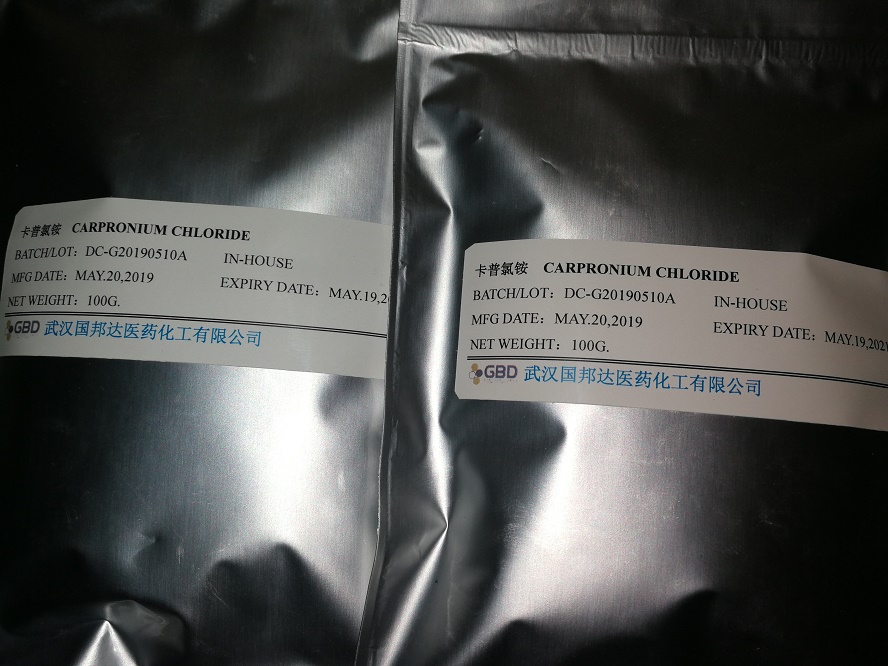 卡普氯铵 CARPRONIUM CHLORIDE
BATCH/LOT: DC-G20190510A IN-HOUSE
MFG DATE: MAY.20,2019 EXPIRY DATE: MAY.19,2
NET WEIGHT: 100G.
GBD 武汉国邦达医药化工有限公司
卡普氯铵 CARPRONIUM CHLORIDE
BATCH/LOT: DC-G20190510A IN-HOUSE
MFG DATE: MAY.20,2019 EXPIRY DATE: MAY.19,2021
NET WEIGHT: 100G.
GBD 武汉国邦达医药化工有限公司